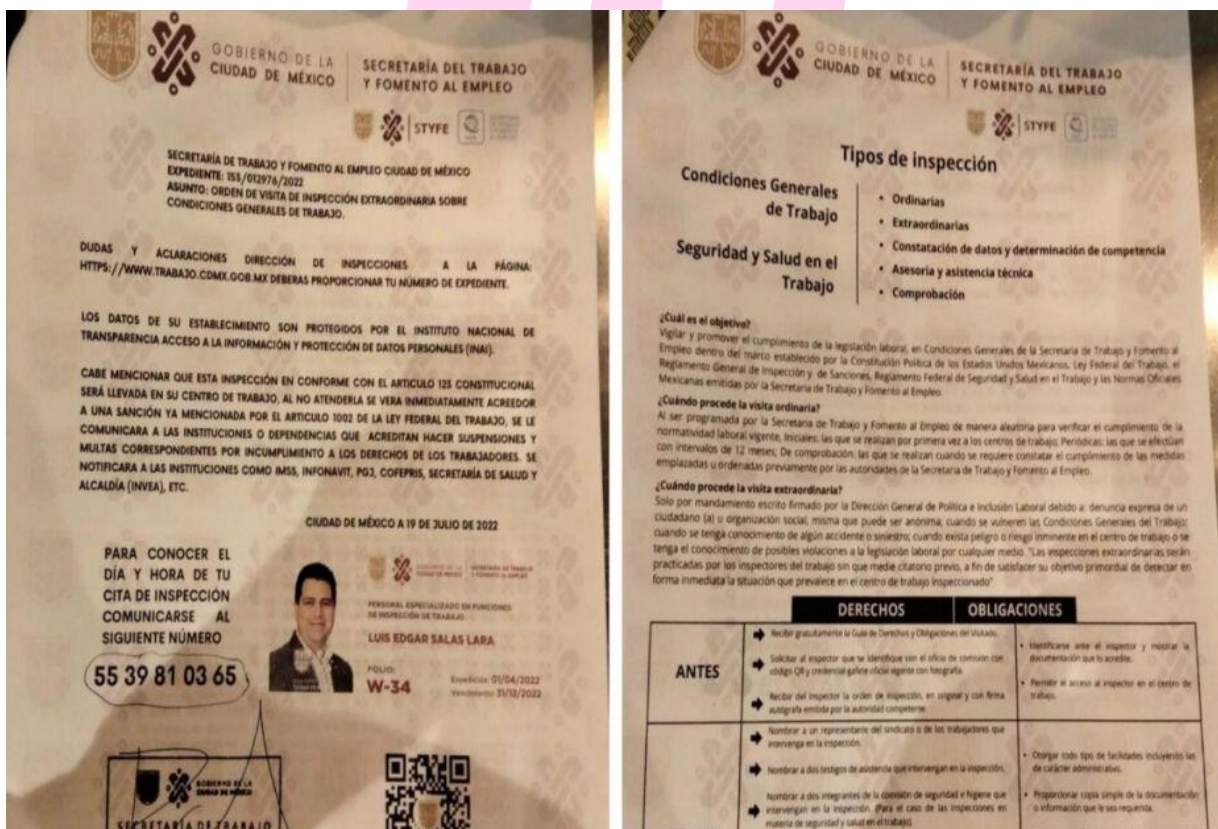 GOBIERNO DE LA
CIUDAD DE MÉXICO
SECRETARÍA DEL TRABAJO
Y FOMENTO AL EMPLEO
STYFE
SECRETARÍA DE TRABAJO Y FOMENTO AL EMPLEO CIUDAD DE MÉXICO
EXPEDIENTE: 155/012976/2022
ASUNTO: ORDEN DE VISITA DE INSPECCIÓN EXTRAORDINARIA SOBRE
CONDICIONES GENERALES DE TRABAJO.
DUDAS Y ACLARACIONES DIRECCIÓN DE INSPECCIONES A LA PÁGINA:
HTTPS://WWW.TRABAJO.CDMX.GOB.MX DEBERAS PROPORCIONAR TU NÚMERO DE EXPEDIENTE.
LOS DATOS DE SU ESTABLECIMIENTO SON PROTEGIDOS POR EL INSTITUTO NACIONAL DE
TRANSPARENCIA ACCESO A LA INFORMACIÓN Y PROTECCIÓN DE DATOS PERSONALES (INAI).
CABE MENCIONAR QUE ESTA INSPECCIÓN EN CONFORME CON EL ARTICULO 123 CONSTITUCIONAL
SERÁ LLEVADA EN SU CENTRO DE TRABAJO, AL NO ATENDERLA SE VERA INMEDIATAMENTE ACREEDOR
A UNA SANCIÓN YA MENCIONADA POR EL ARTICULO 1002 DE LA LEY FEDERAL DEL TRABAJO, SE LE
COMUNICARA A LAS INSTITUCIONES O DEPENDENCIAS QUE ACREDITAN HACER SUSPENSIONES Y
MULTAS CORRESPONDIENTES POR INCUMPLIMIENTO A LOS DERECHOS DE LOS TRABAJADORES. SE
NOTIFICARA A LAS INSTITUCIONES COMO IMSS, INFONAVIT, PGJ, COFEPRIS, SECRETARÍA DE SALUD Y
ALCALDÍA (INVEA), ETC.
CIUDAD DE MÉXICO A 19 DE JULIO DE 2022
PARA CONOCER EL
DÍA Y HORA DE TU
CITA DE INSPECCIÓN
COMUNICARSE AL
SIGUIENTE NÚMERO
55 39 81 03 65
PERSONAL ESPECIALIZADO EN FUNCIONES
DE INSPECCIÓN DE TRABAJO
LUIS EDGAR SALAS LARA
FOLIO:
W-34
Expedición: 01/04/2022
Vencimiento: 31/12/2022
GOBIERNO DE LA
CIUDAD DE MÉXICO
SECRETARÍA DE TRABAJO
GOBIERNO DE LA
CIUDAD DE MÉXICO
SECRETARÍA DEL TRABAJO
Y FOMENTO AL EMPLEO
STYFE
Tipos de inspección
Condiciones Generales
de Trabajo
Seguridad y Salud en el
Trabajo
• Ordinarias
• Extraordinarias
• Constatación de datos y determinación de competencia
• Asesoria y asistencia técnica
• Comprobación
¿Cuál es el objetivo?
Vigilar y promover el cumplimiento de la legislación laboral, en Condiciones Generales de la Secretaria de Trabajo y Fomento al
Empleo dentro del marco establecido por la Constitución Política de los Estados Unidos Mexicanos, Ley Federal del Trabajo, el
Reglamento General de Inspección y de Sanciones, Reglamento Federal de Seguridad y Salud en el Trabajo y las Normas Oficiales
Mexicanas emitidas por la Secretaria de Trabajo y Fomento al Empleo.
¿Cuándo procede la visita ordinaria?
Al ser programada por la Secretaria de Trabajo y Fomento al Empleo de manera aleatoria para verificar el cumplimiento de la
normatividad laboral vigente, Iniciales: las que se realizan por primera vez a los centros de trabajo; Periódicas: las que se efectúan
con intervalos de 12 meses; De comprobación: las que se realizan cuando se requiere constatar el cumplimiento de las medidas
emplazadas u ordenadas previamente por las autoridades de la Secretaria de Trabajo y Fomento al Empleo.
¿Cuándo procede la visita extraordinaria?
Solo por mandamiento escrito firmado por la Dirección General de Política e Inclusión Laboral debido a: denuncia expresa de un
ciudadano (a) u organización social, misma que puede ser anónima; cuando se vulneren las Condiciones Generales del Trabajo;
cuando se tenga conocimiento de algún accidente o siniestro; cuando exista peligro o riesgo inminente en el centro de trabajo o se
tenga el conocimiento de posibles violaciones a la legislación laboral por cualquier medio. "Las inspecciones extraordinarias serán
practicadas por los inspectores del trabajo sin que medie citatorio previo, a fin de satisfacer su objetivo primordial de detectar en
forma inmediata la situación que prevalece en el centro de trabajo inspeccionado"
DERECHOS
OBLIGACIONES
ANTES
Recibir gratuitamente la Guía de Derechos y Obligaciones del Visitado.
Solicitar al inspector que se identifique con el oficio de comisión con
código QR y credencial gafete oficial vigente con fotografía.
Recibir del inspector la orden de inspección, en original y con firma
autógrafa emitida por la autoridad competerse.
• Identificarse ante el inspector y mostrar la
documentación que lo acredite.
• Permitir el acceso al inspector en el centro de
trabajo.
Nombrar a un representante del sindicato o de los trabajadores que
intervenga en la inspección.
Nombrar a dos testigos de asistencia que intervengan en la inspección.
Nombrar a dos integrantes de la comisión de seguridad e higiene que
intervengan en la inspección. (Para el caso de las inspecciones en
materia de seguridad y salud en el trabajo).
• Otorgar todo tipo de facilidades incluyendo las
de carácter administrativo.
• Proporcionar copia simple de la documentación
o información que le sea requerida.